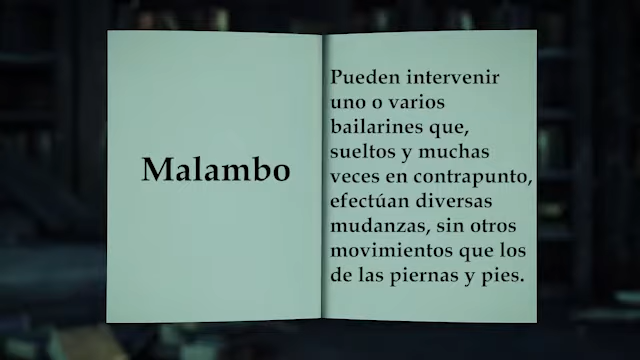 Malambo
Pueden intervenir
uno o varios
bailarines que,
sueltos y muchas
veces en contrapunto,
efectúan diversas
mudanzas, sin otros
movimientos que los
de las piernas y pies.